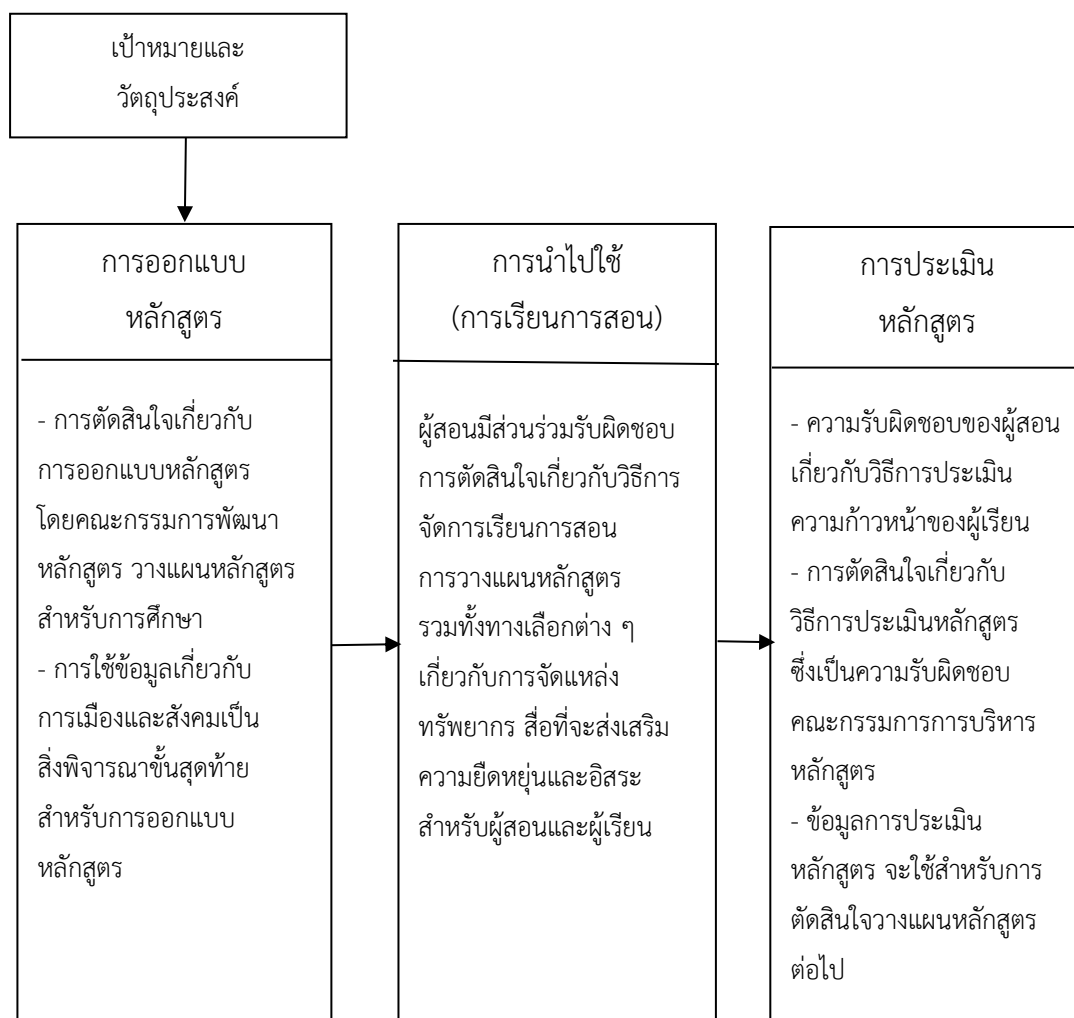 เป้าหมายและ
วัตถุประสงค์
การออกแบบ
หลักสูตร
- การตัดสินใจเกี่ยวกับ
การออกแบบหลักสูตร
โดยคณะกรรมการพัฒนา
หลักสูตร วางแผนหลักสูตร
สำหรับการศึกษา
- การใช้ข้อมูลเกี่ยวกับ
การเมืองและสังคมเป็น
สิ่งพิจารณาขั้นสุดท้าย
สำหรับการออกแบบ
หลักสูตร
การนำไปใช้
(การเรียนการสอน)
ผู้สอนมีส่วนร่วมรับผิดชอบ
การตัดสินใจเกี่ยวกับวิธีการ
จัดการเรียนการสอน
การวางแผนหลักสูตร
รวมทั้งทางเลือกต่าง ๆ
เกี่ยวกับการจัดแหล่ง
ทรัพยากร สื่อที่จะส่งเสริม
ความยืดหยุ่นและอิสระ
สำหรับผู้สอนและผู้เรียน
การประเมิน
หลักสูตร
- ความรับผิดชอบของผู้สอน
เกี่ยวกับวิธีการประเมิน
ความก้าวหน้าของผู้เรียน
- การตัดสินใจเกี่ยวกับ
วิธีการประเมินหลักสูตร
ซึ่งเป็นความรับผิดชอบ
คณะกรรมการการบริหาร
หลักสูตร
- ข้อมูลการประเมิน
หลักสูตร จะใช้สำหรับการ
ตัดสินใจวางแผนหลักสูตร
ต่อไป